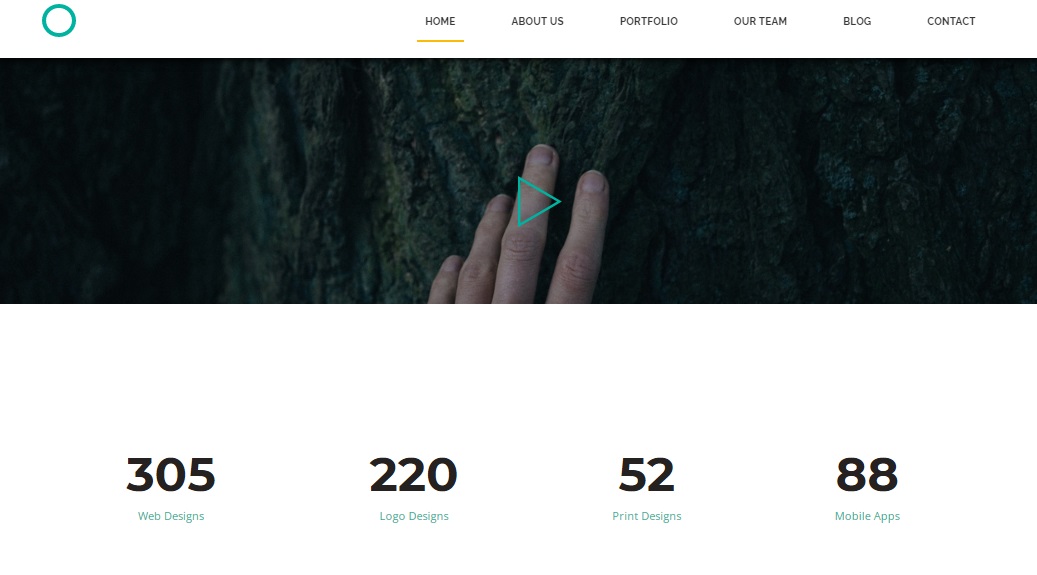 HOME ABOUT US PORTFOLIO OUR TEAM BLOG CONTACT
305 220 52 88
Web Designs Logo Designs Print Designs Mobile Apps